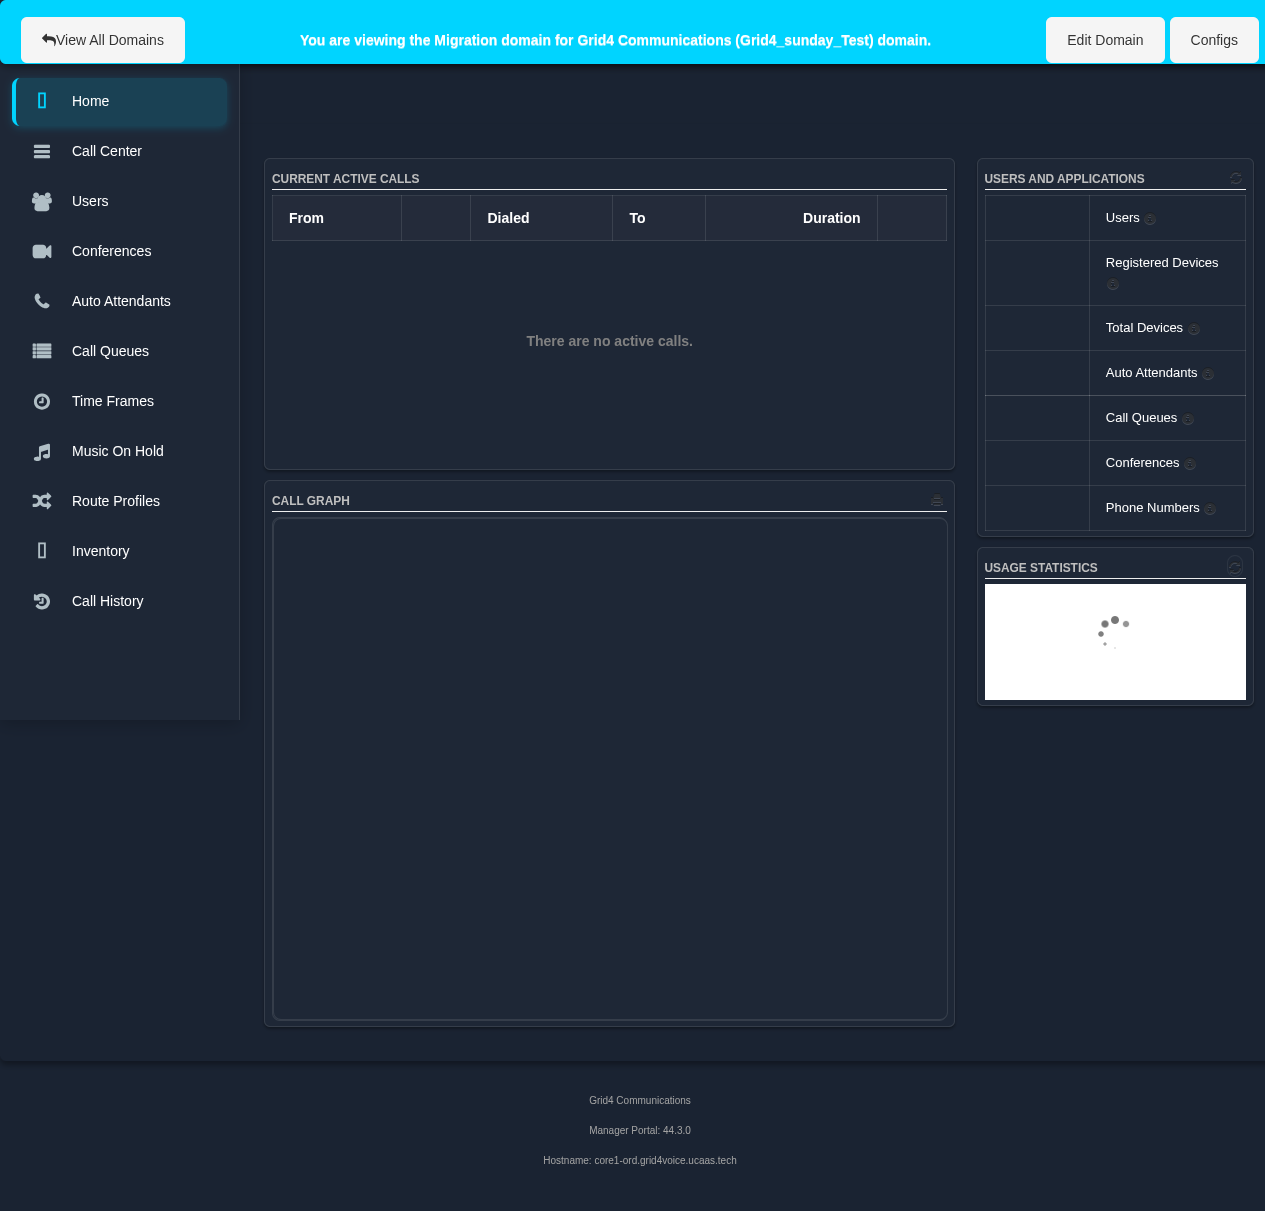 View All Domains
You are viewing the Migration domain for Grid4 Communications (Grid4_sunday_Test) domain.
Edit Domain
Configs
Home
Call Center
Users
Conferences
Auto Attendants
Call Queues
Time Frames
Music On Hold
Route Profiles
Inventory
Call History
CURRENT ACTIVE CALLS
From Dialed To Duration
There are no active calls.
CALL GRAPH
USERS AND APPLICATIONS
Users
Registered Devices
Total Devices
Auto Attendants
Call Queues
Conferences
Phone Numbers
USAGE STATISTICS
Grid4 Communications
Manager Portal: 44.3.0
Hostname: core1-ord.grid4voice.ucaas.tech